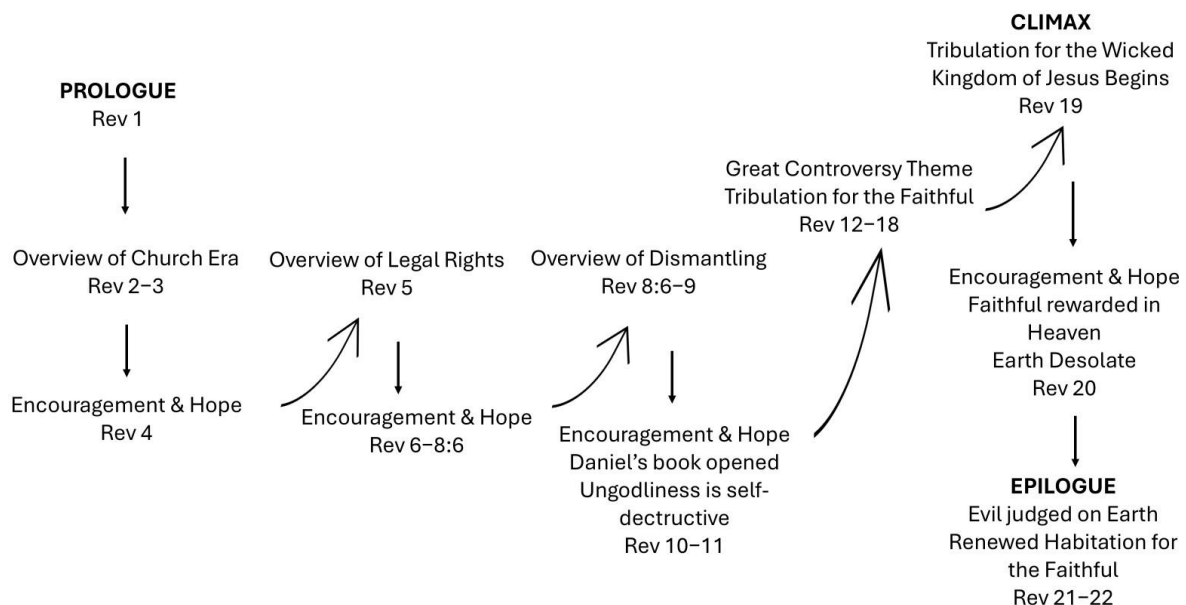 PROLOGUE
Rev 1
Overview of Church Era
Rev 2–3
Encouragement & Hope
Rev 4
Overview of Legal Rights
Rev 5
Encouragement & Hope
Rev 6–8:6
Overview of Dismantling
Rev 8:6–9
Encouragement & Hope
Daniel’s book opened
Ungodliness is self-
dectructive
Rev 10–11
Great Controversy Theme
Tribulation for the Faithful
Rev 12–18
CLIMAX
Tribulation for the Wicked
Kingdom of Jesus Begins
Rev 19
Encouragement & Hope
Faithful rewarded in
Heaven
Earth Desolate
Rev 20
EPILOGUE
Evil judged on Earth
Renewed Habitation for
the Faithful
Rev 21–22